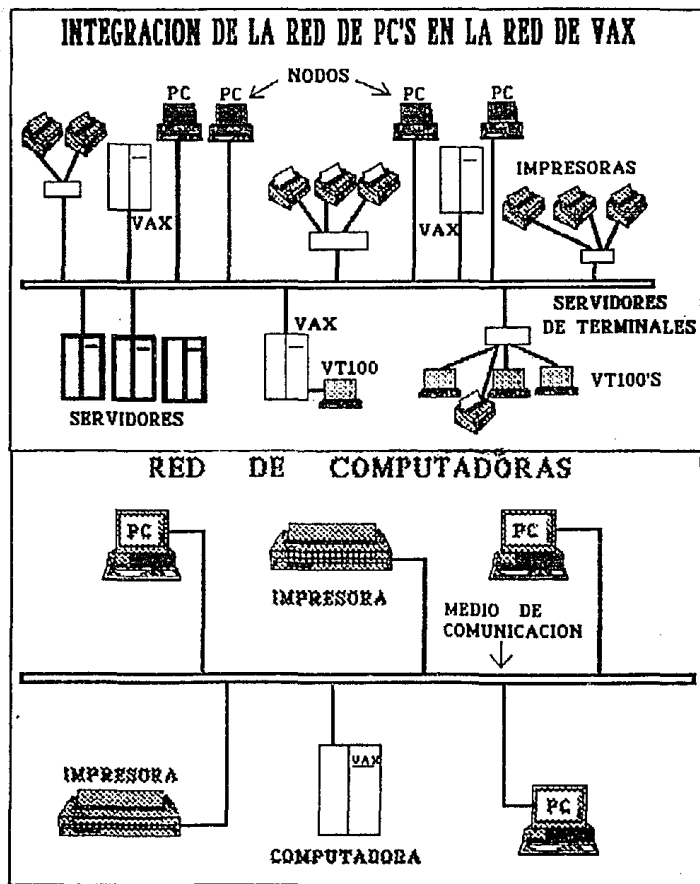 INTEGRACION DE LA RED DE PC'S EN LA RED DE VAX
NODOS
PC PC PC PC
IMPRESORAS
VAX
VAX
SERVIDORES
DE TERMINALES
VAX
VT100
VT100'S
SERVIDORES
RED DE COMPUTADORAS
PC
PC
IMPRESORA
MEDIO DE
COMUNICACION
IMPRESORA
VAX
PC
COMPUTADORA